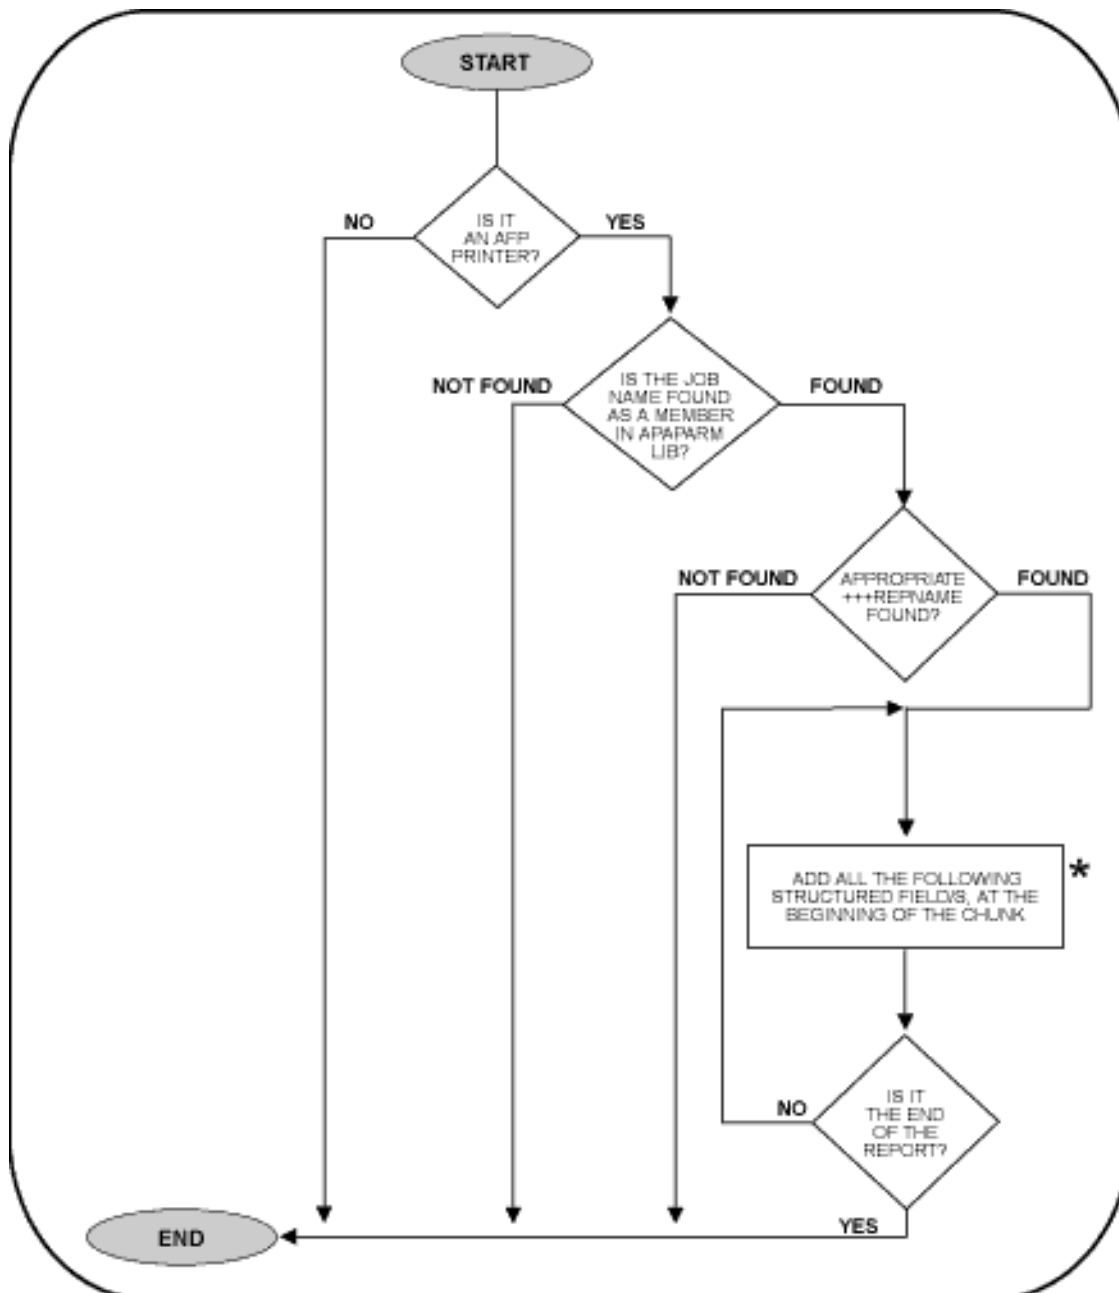 START
NO
IS IT
AN AFP
PRINTER?
YES
NOT FOUND
IS THE JOB
NAME FOUND
AS A MEMBER
IN APAPARM
LIB?
FOUND
NOT FOUND
APPROPRIATE
+++REPNAME
FOUND?
FOUND
ADD ALL THE FOLLOWING
STRUCTURED FIELD/S, AT THE
BEGINNING OF THE CHUNK
*
NO
IS IT
THE END
OF THE
REPORT?
YES
END